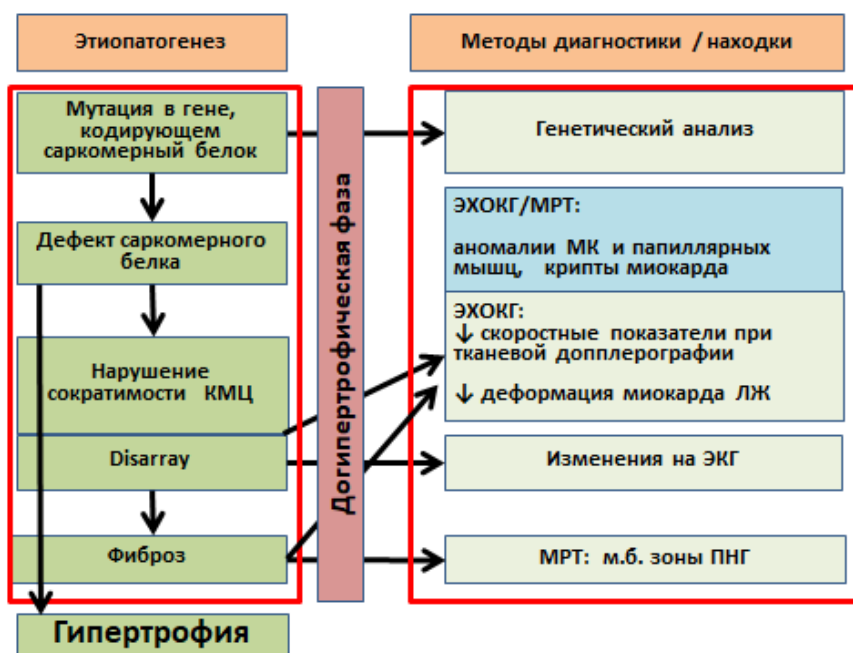 Этиопатогенез
Методы диагностики / находки
Мутация в гене,
кодирующем
саркомерный белок
Дефект саркомерного
белка
Нарушение
сократимости КМЦ
Disarray
Фиброз
Гипертрофия
Догипертрофическая фаза
Генетический анализ
ЭХОКГ/МРТ:
аномалии МК и папиллярных
мышц, крипты миокарда
ЭХОКГ:
↓ скоростные показатели при
тканевой допплерографии
↓ деформация миокарда ЛЖ
Изменения на ЭКГ
МРТ: м.б. зоны ПНГ